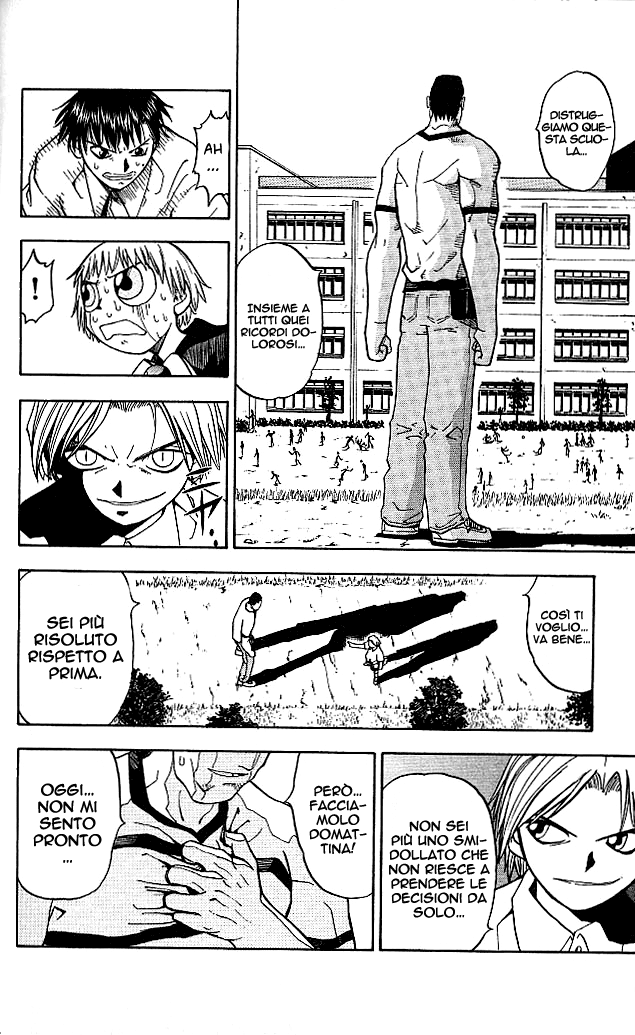 DISTRUG-
GIAMO QUE-
STA SCUO-
LA...
INSIEME A
TUTTI QUEI
RICORDI DO-
LOROSI...
AH
...
!
COSÌ TI
VOGLIO...
VA BENE...
SEI PIÙ
RISOLUTO
RISPETTO A
PRIMA.
NON SEI
PIÙ UNO SMI-
DOLLATO CHE
NON RIESCE A
PRENDERE LE
DECISIONI DA
SOLO...
PERÒ...
FACCIA-
MOLO
DOMAT-
TINA!
OGGI...
NON MI
SENTO
PRONTO
...